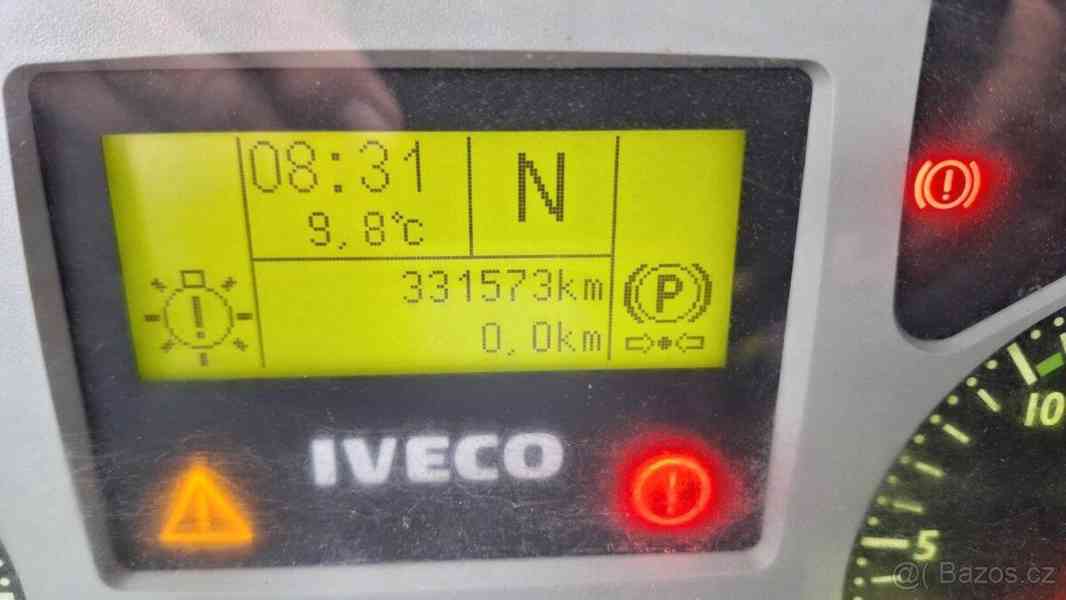 08:31
N
9,8°C
331573km
P
0,0km
IVECO
10
5
@( Bazos.cz